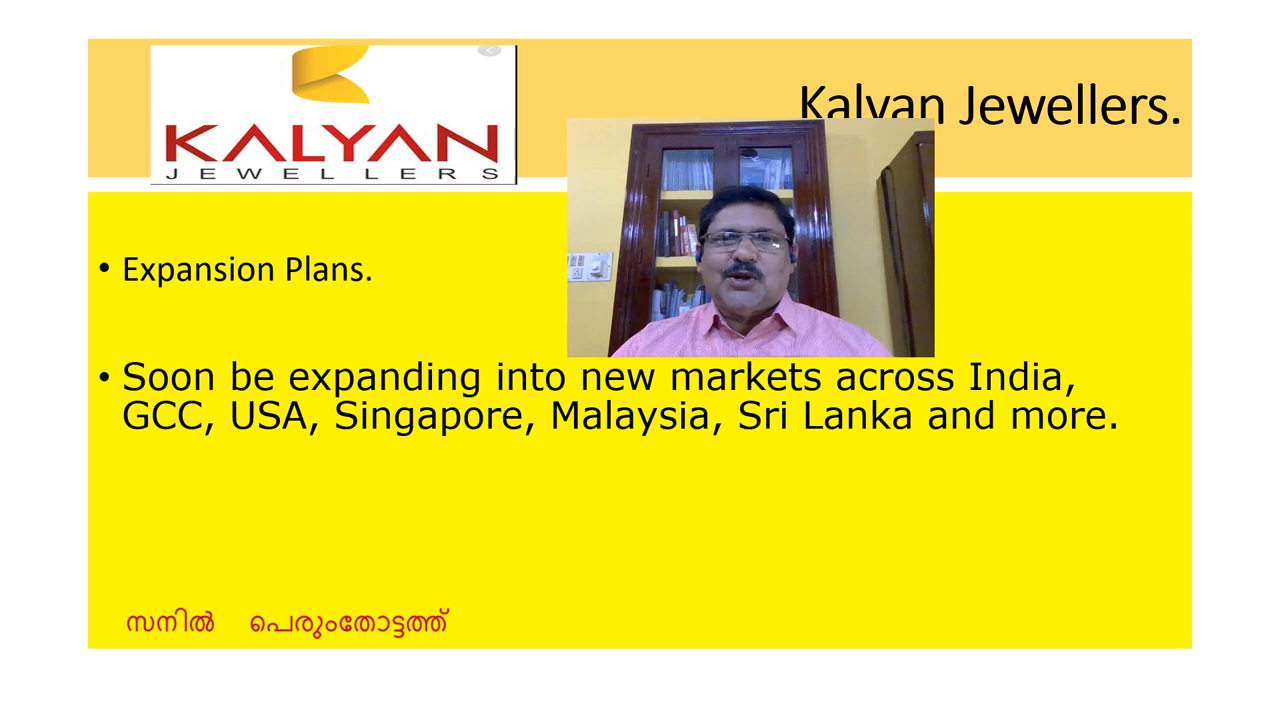 KALYAN
JEWELLERS
Kalyan Jewellers.
• Expansion Plans.
• Soon be expanding into new markets across India,
GCC, USA, Singapore, Malaysia, Sri Lanka and more.
സനിൽ പെരുംതോട്ടത്ത്